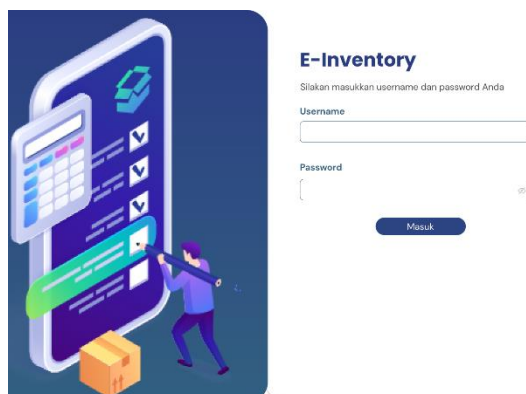 E-Inventory
Silakan masukkan username dan password Anda
Username
Password
Masuk